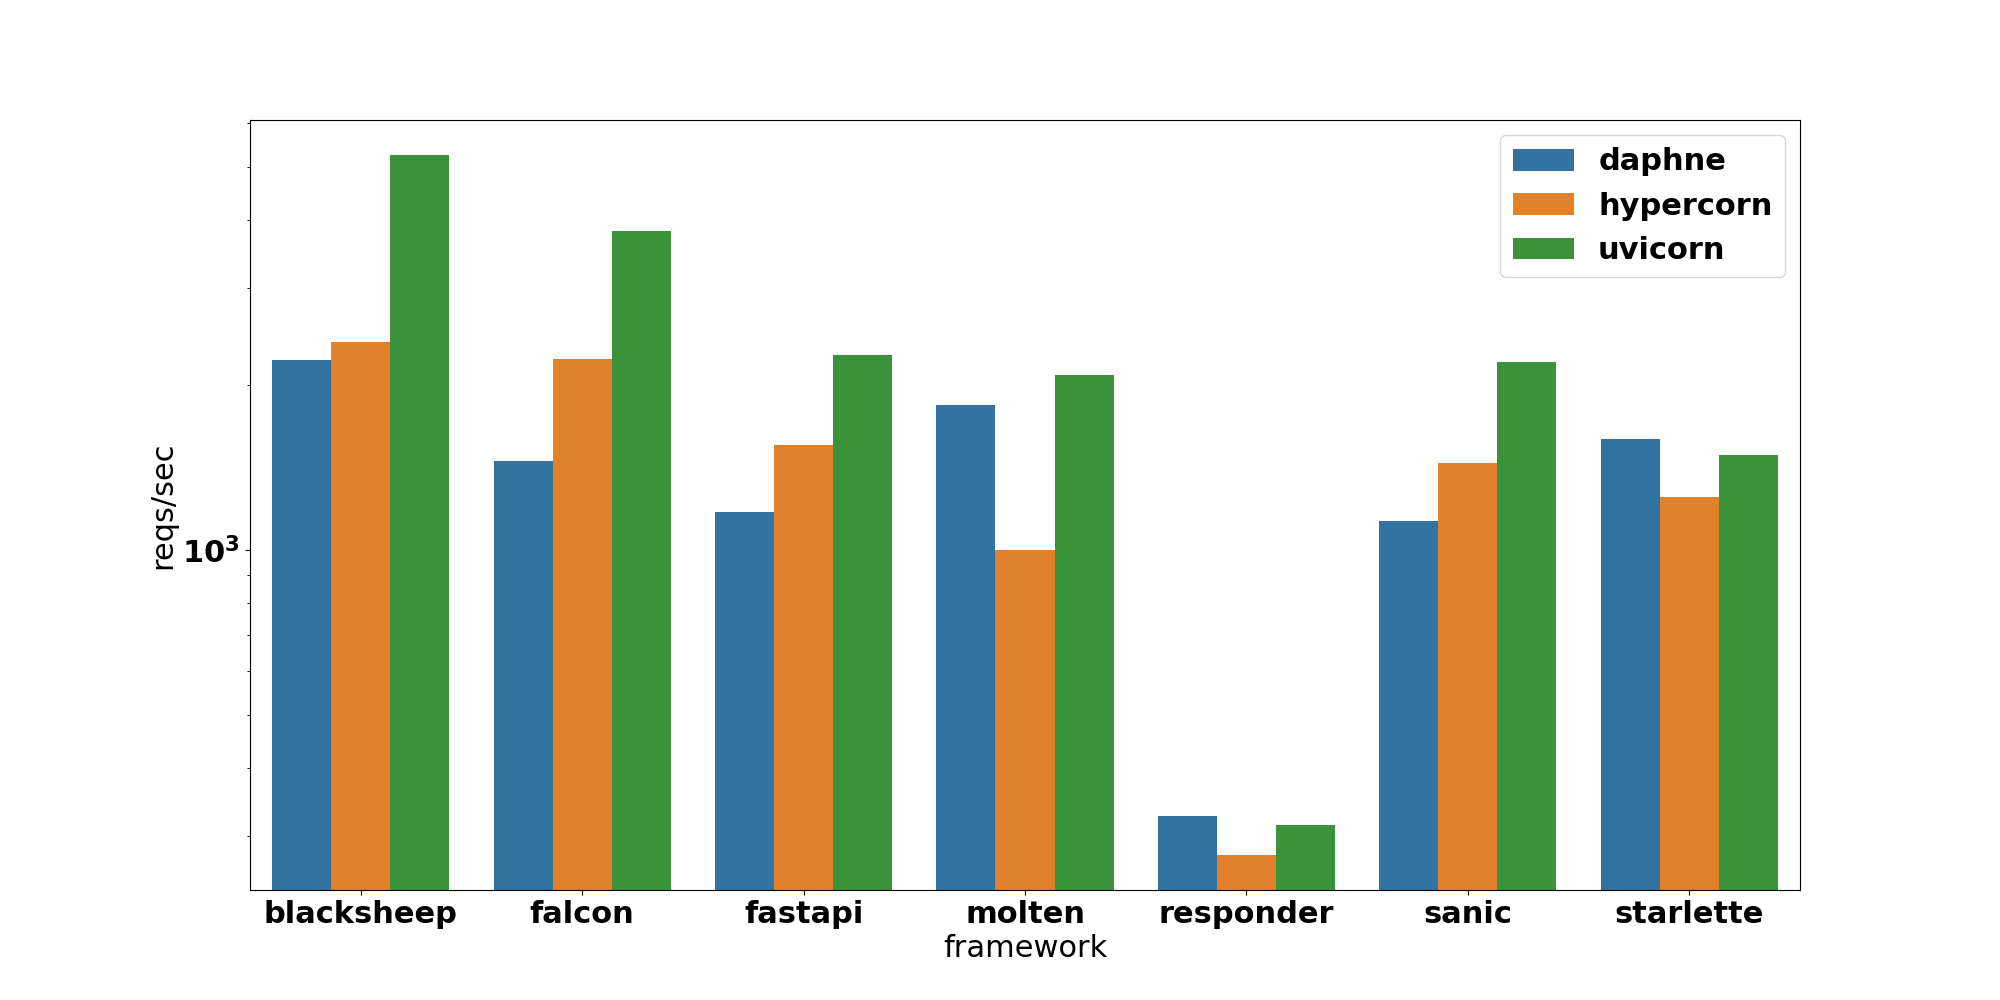 daphne
hypercorn
uvicorn
reqs/sec
10³
blacksheep falcon fastapi molten responder sanic starlette
framework